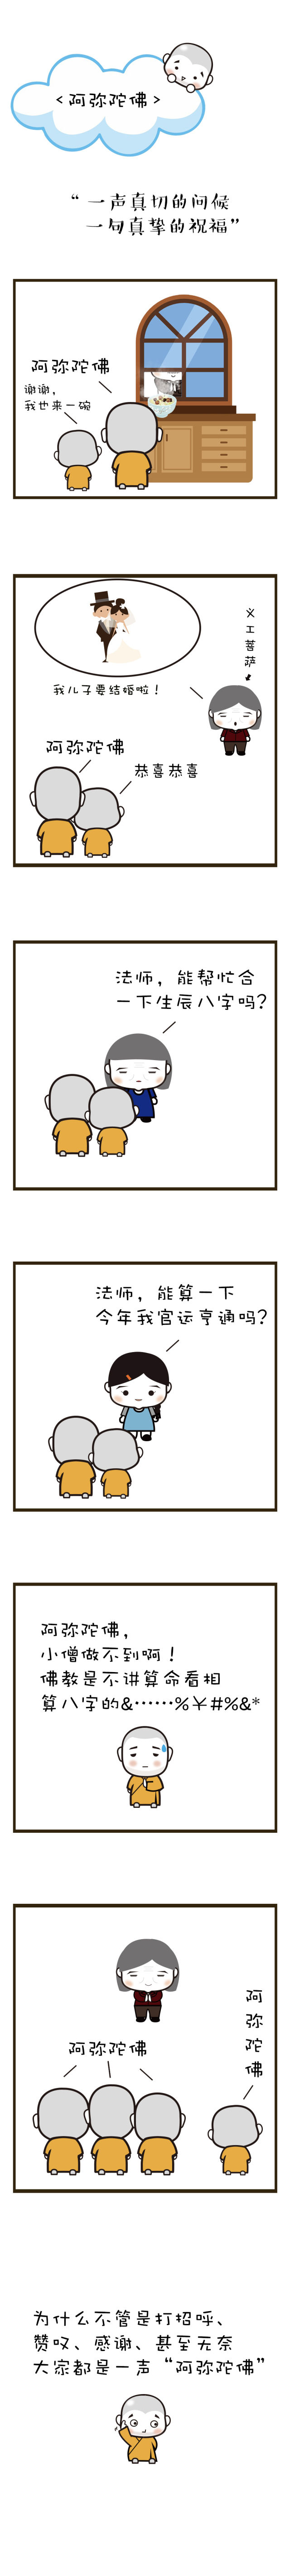 <阿弥陀佛>
“一声真切的问候
一句真挚的祝福”
阿弥陀佛
谢谢，
我也来一碗
义工菩萨
我儿子要结婚啦！
阿弥陀佛
恭喜恭喜
法师，能帮忙合
一下生辰八字吗？
法师，能算一下
今年我官运亨通吗？
阿弥陀佛，
小僧做不到啊！
佛教是不讲算命看相
算八字的&……%￥#%&*
阿弥陀佛
阿弥陀佛
为什么不管是打招呼、
赞叹、感谢、甚至无奈
大家都是一声“阿弥陀佛”